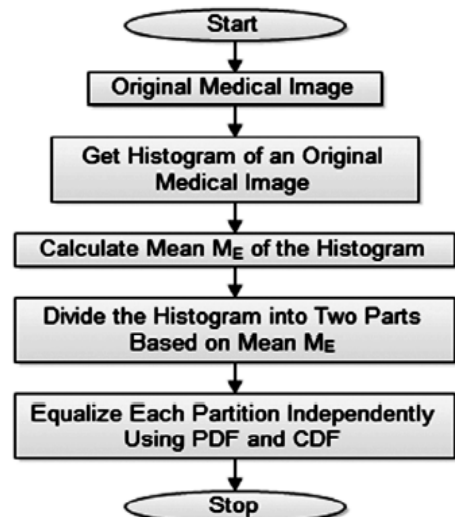 Start
Original Medical Image
Get Histogram of an Original
Medical Image
Calculate Mean ME of the Histogram
Divide the Histogram into Two Parts
Based on Mean ME
Equalize Each Partition Independently
Using PDF and CDF
Stop